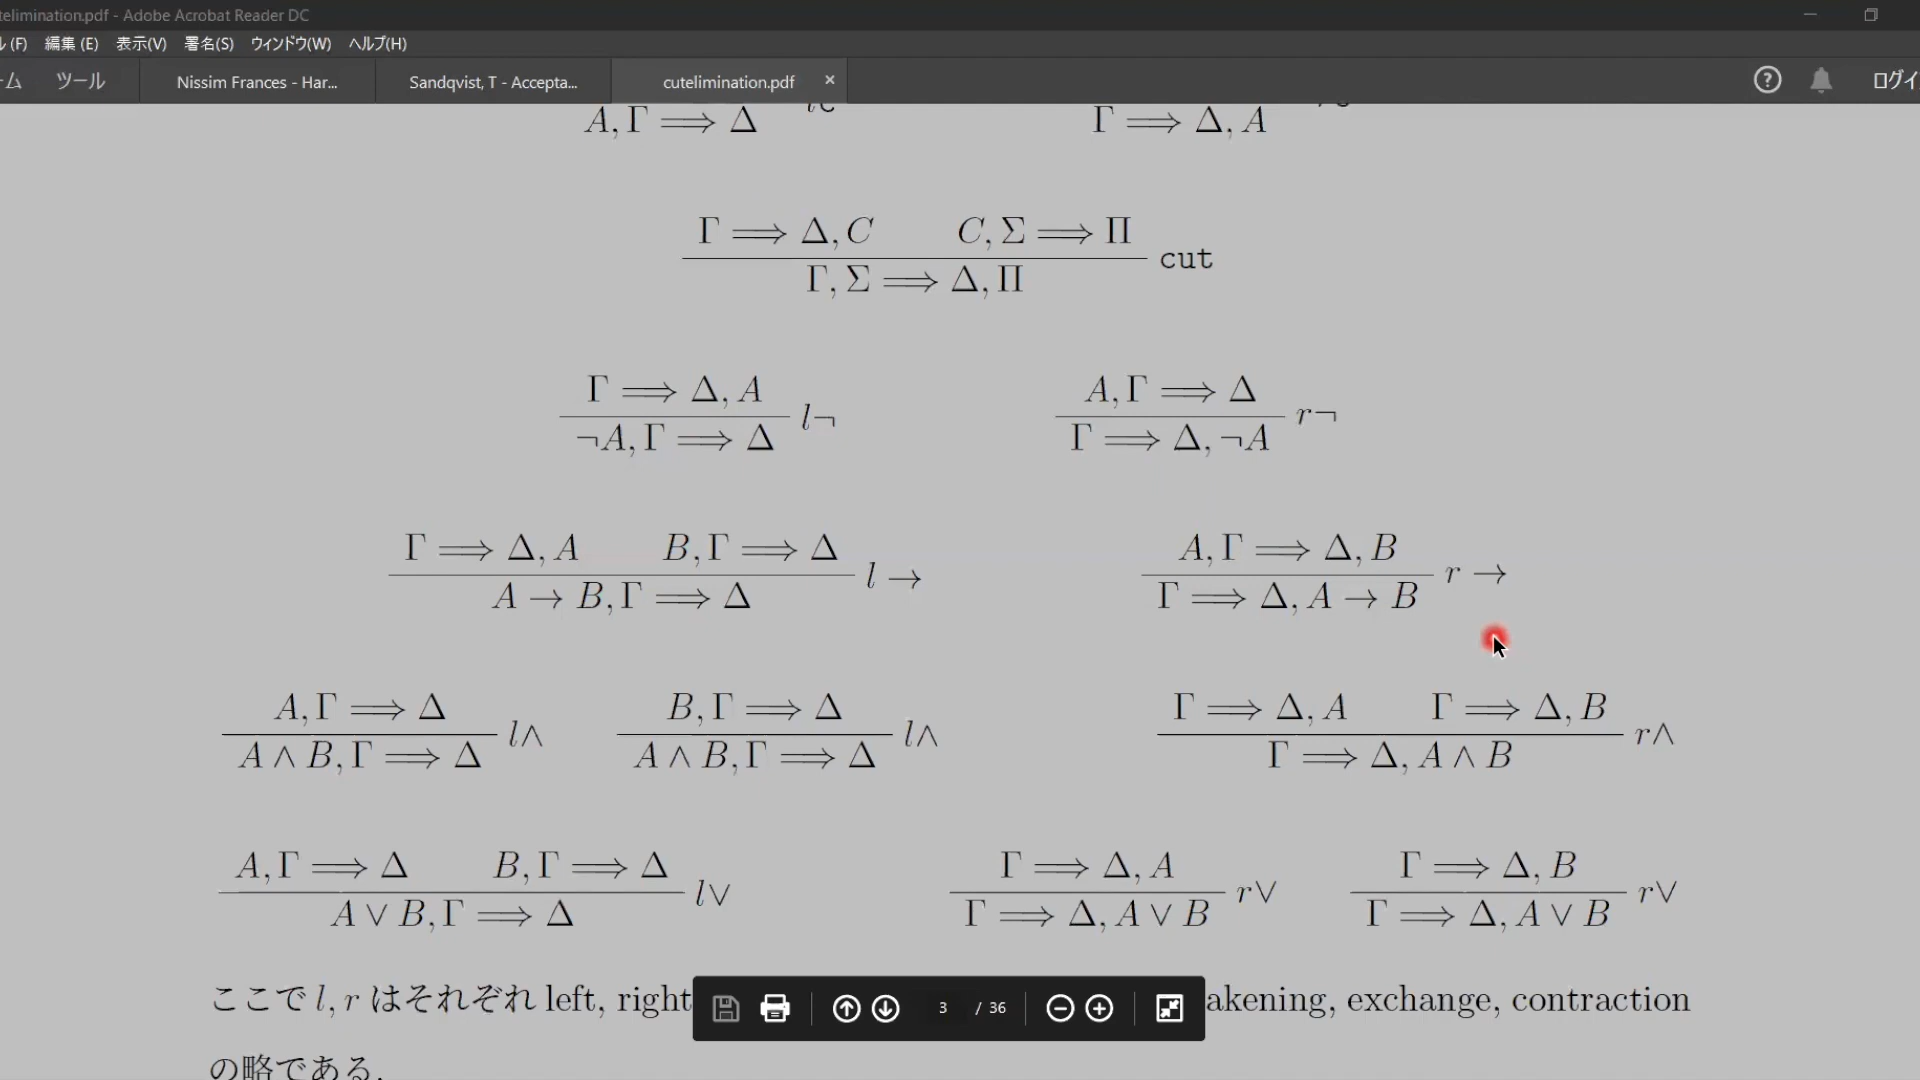 telimination.pdf - Adobe Acrobat Reader DC
ル(F) 編集(E) 表示(V) 署名(S) ウィンドウ(W) ヘルプ(H)
ーム ツール Nissim Frances - Har... Sandqvist, T - Accepta... cutelimination.pdf × ? ログイ
A, Γ ⟹ Δ Γ ⟹ Δ, A
Γ ⟹ Δ, C C, Σ ⟹ Π
Γ, Σ ⟹ Δ, Π cut
Γ ⟹ Δ, A A, Γ ⟹ Δ
¬A, Γ ⟹ Δ l¬ Γ ⟹ Δ, ¬A r¬
Γ ⟹ Δ, A B, Γ ⟹ Δ A, Γ ⟹ Δ, B
A → B, Γ ⟹ Δ l → Γ ⟹ Δ, A → B r →
A, Γ ⟹ Δ B, Γ ⟹ Δ Γ ⟹ Δ, A Γ ⟹ Δ, B
A ∧ B, Γ ⟹ Δ l∧ A ∧ B, Γ ⟹ Δ l∧ Γ ⟹ Δ, A ∧ B r∧
A, Γ ⟹ Δ B, Γ ⟹ Δ Γ ⟹ Δ, A Γ ⟹ Δ, B
A ∨ B, Γ ⟹ Δ l∨ Γ ⟹ Δ, A ∨ B r∨ Γ ⟹ Δ, A ∨ B r∨
ここで l, r はそれぞれ left, right akening, exchange, contraction
3 / 36
の略である.